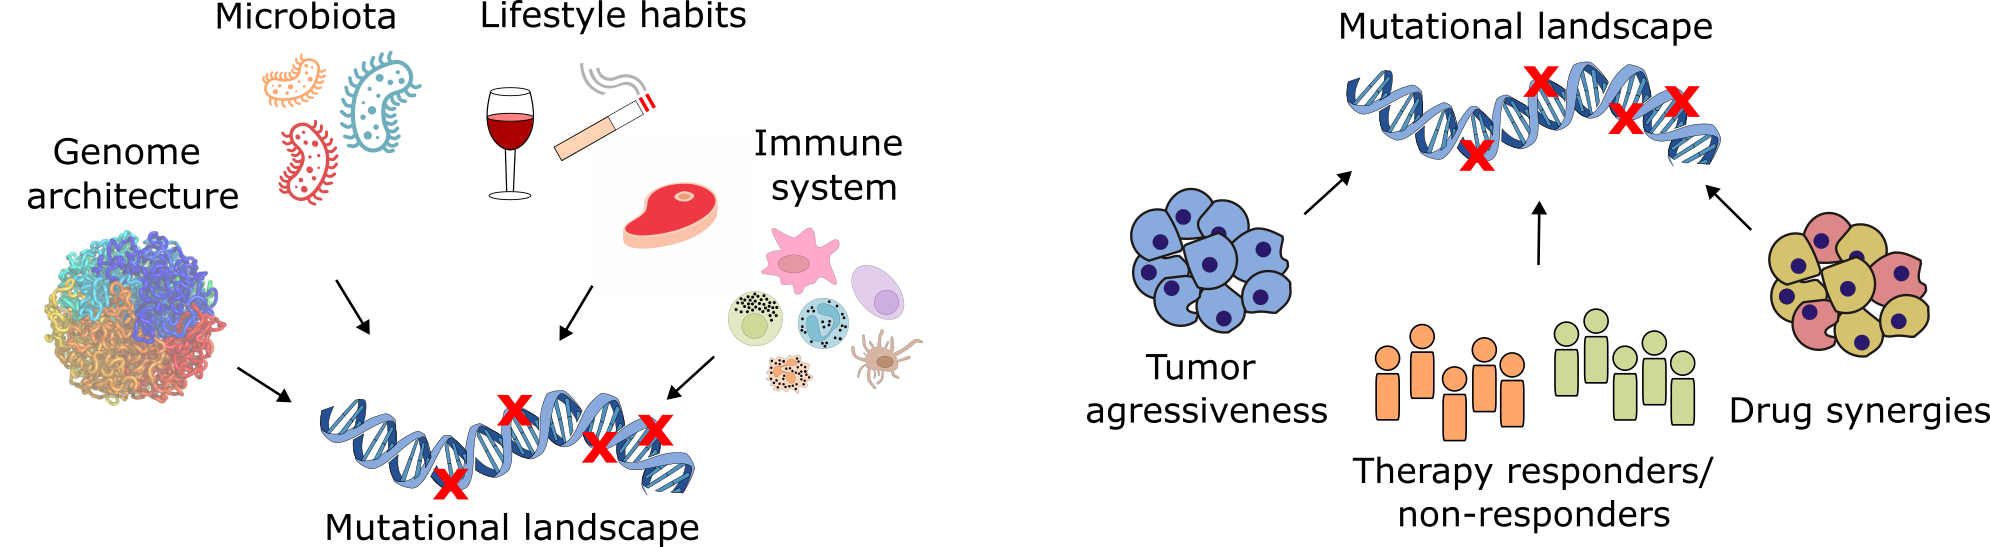 Microbiota
Lifestyle habits
Genome
architecture
Immune
system
Mutational landscape
Mutational landscape
Tumor
agressiveness
Therapy responders/
non-responders
Drug synergies